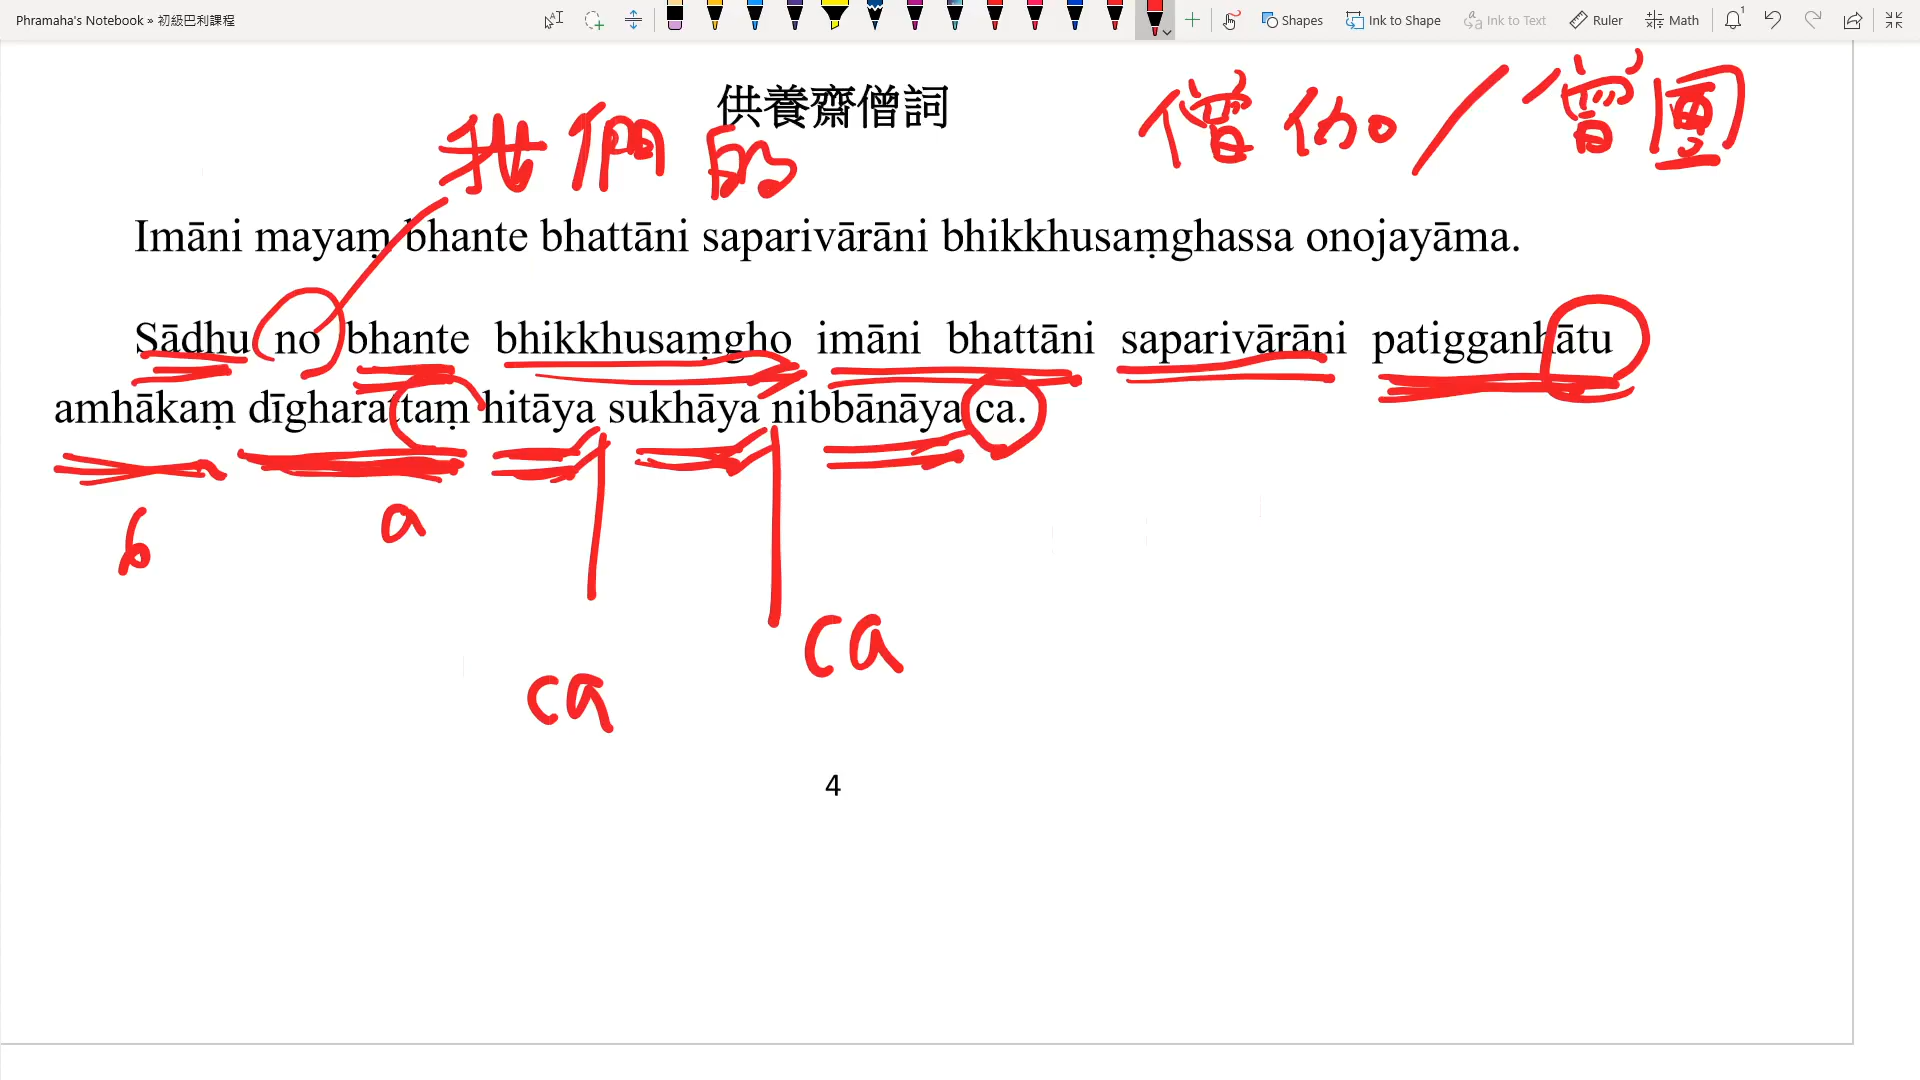 Phramaha's Notebook » 初級巴利課程
Shapes Ink to Shape Ink to Text Ruler Math 1
供養齋僧詞
我們的
僧伽/僧團
Imāni mayaṃ bhante bhattāni saparivārāni bhikkhusaṃghassa onojayāma.
Sādhu no bhante bhikkhusaṃgho imāni bhattāni saparivārāni patigganhātu
amhākaṃ dīgharattaṃ hitāya sukhāya nibbānāya ca.
6 a
ca
ca
4